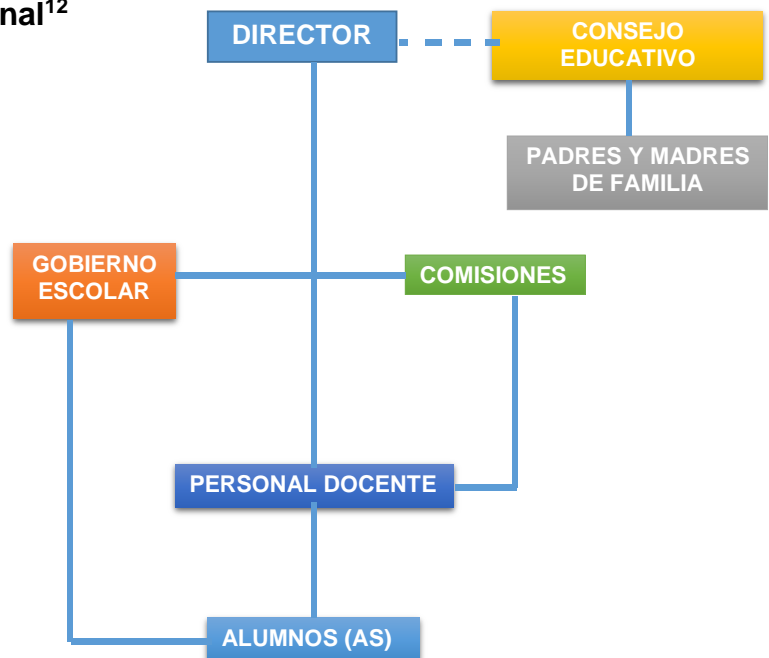 nal¹²
DIRECTOR
CONSEJO
EDUCATIVO
PADRES Y MADRES
DE FAMILIA
GOBIERNO
ESCOLAR
COMISIONES
PERSONAL DOCENTE
ALUMNOS (AS)